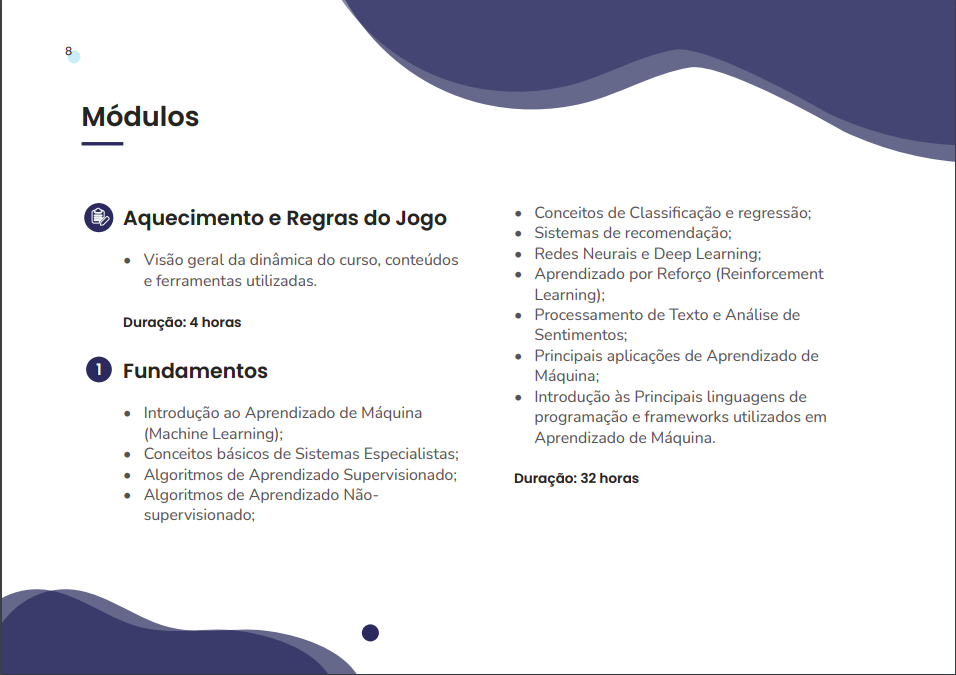 8
Módulos
Aquecimento e Regras do Jogo
• Visão geral da dinâmica do curso, conteúdos
e ferramentas utilizadas.
Duração: 4 horas
1 Fundamentos
• Introdução ao Aprendizado de Máquina
(Machine Learning);
• Conceitos básicos de Sistemas Especialistas;
• Algoritmos de Aprendizado Supervisionado;
• Algoritmos de Aprendizado Não-
supervisionado;
• Conceitos de Classificação e regressão;
• Sistemas de recomendação;
• Redes Neurais e Deep Learning;
• Aprendizado por Reforço (Reinforcement
Learning);
• Processamento de Texto e Análise de
Sentimentos;
• Principais aplicações de Aprendizado de
Máquina;
• Introdução às Principais linguagens de
programação e frameworks utilizados em
Aprendizado de Máquina.
Duração: 32 horas